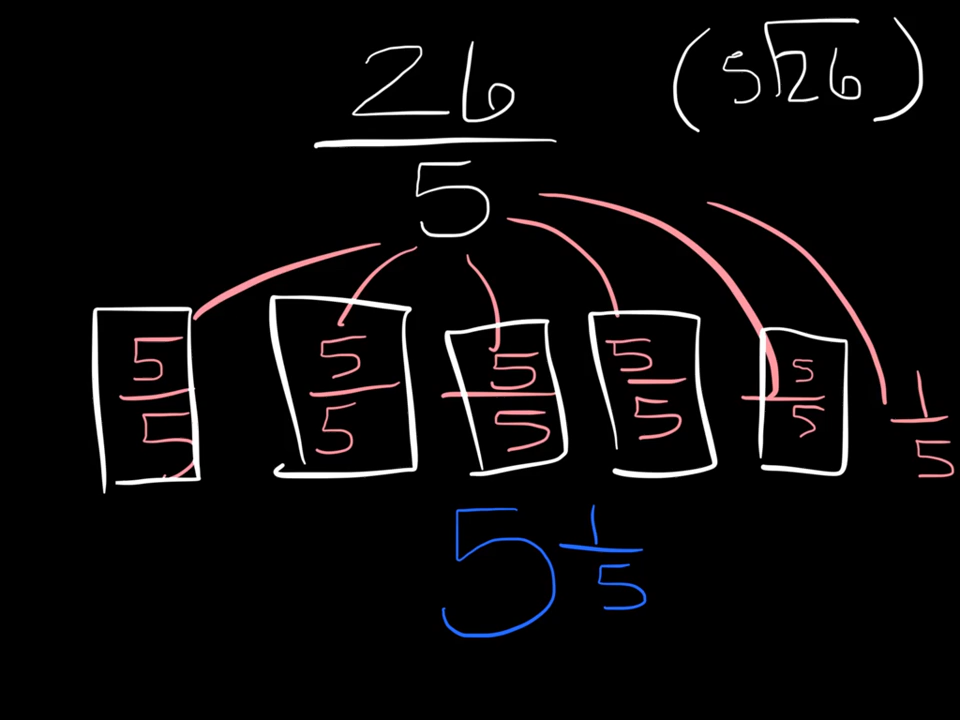 26 (5√26)
5
5 5 5 5 5 1
5 5 5 5 5 5
5 1
5